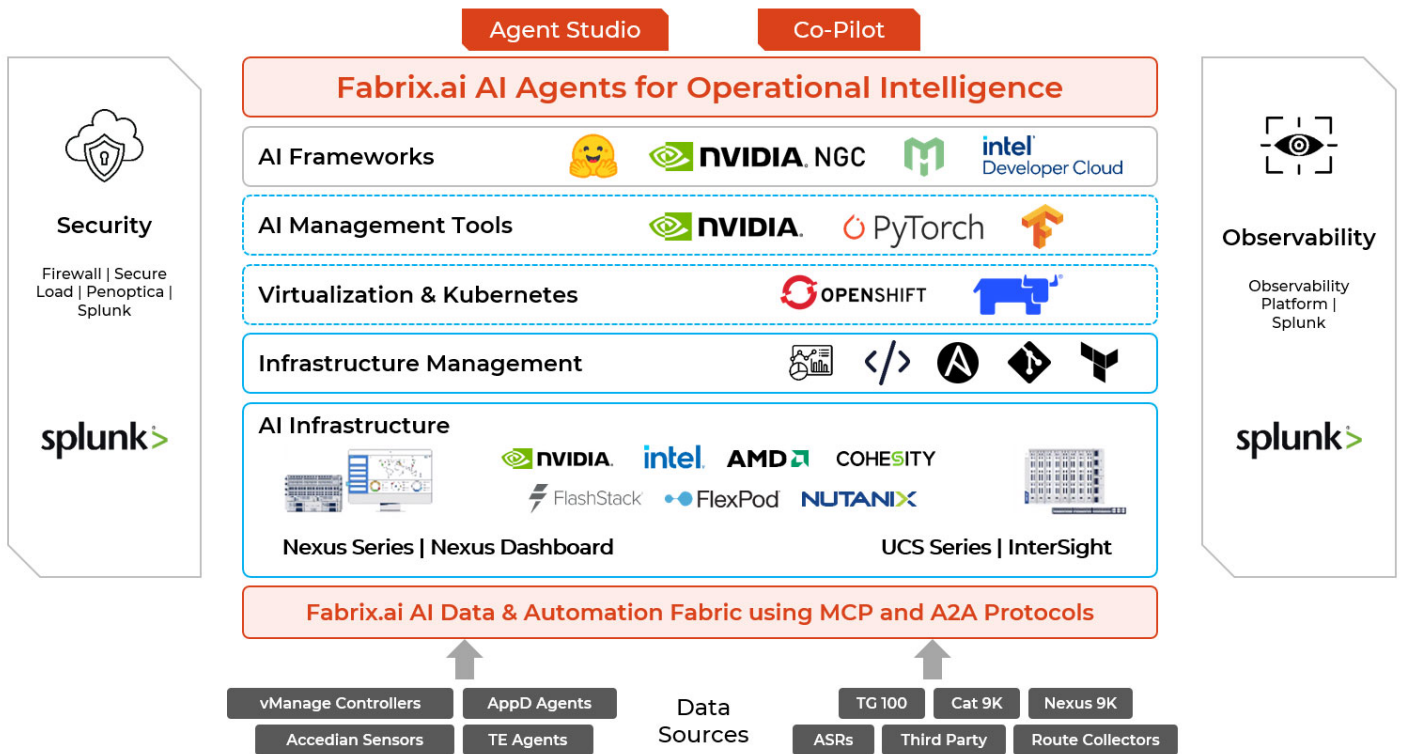 Agent Studio
Co-Pilot
Fabrix.ai AI Agents for Operational Intelligence
Security
Firewall | Secure
Load | Penoptica |
Splunk
splunk>
AI Frameworks
NVIDIA. NGC
intel
Developer Cloud
AI Management Tools
NVIDIA.
PyTorch
Virtualization & Kubernetes
OPENSHIFT
Infrastructure Management
</>
AI Infrastructure
NVIDIA. intel. AMD COHESITY
FlashStack FlexPod NUTANIX
Nexus Series | Nexus Dashboard
UCS Series | InterSight
Fabrix.ai AI Data & Automation Fabric using MCP and A2A Protocols
Observability
Observability
Platform |
Splunk
splunk>
vManage Controllers
AppD Agents
Accedian Sensors
TE Agents
Data
Sources
TG 100
Cat 9K
Nexus 9K
ASRs
Third Party
Route Collectors